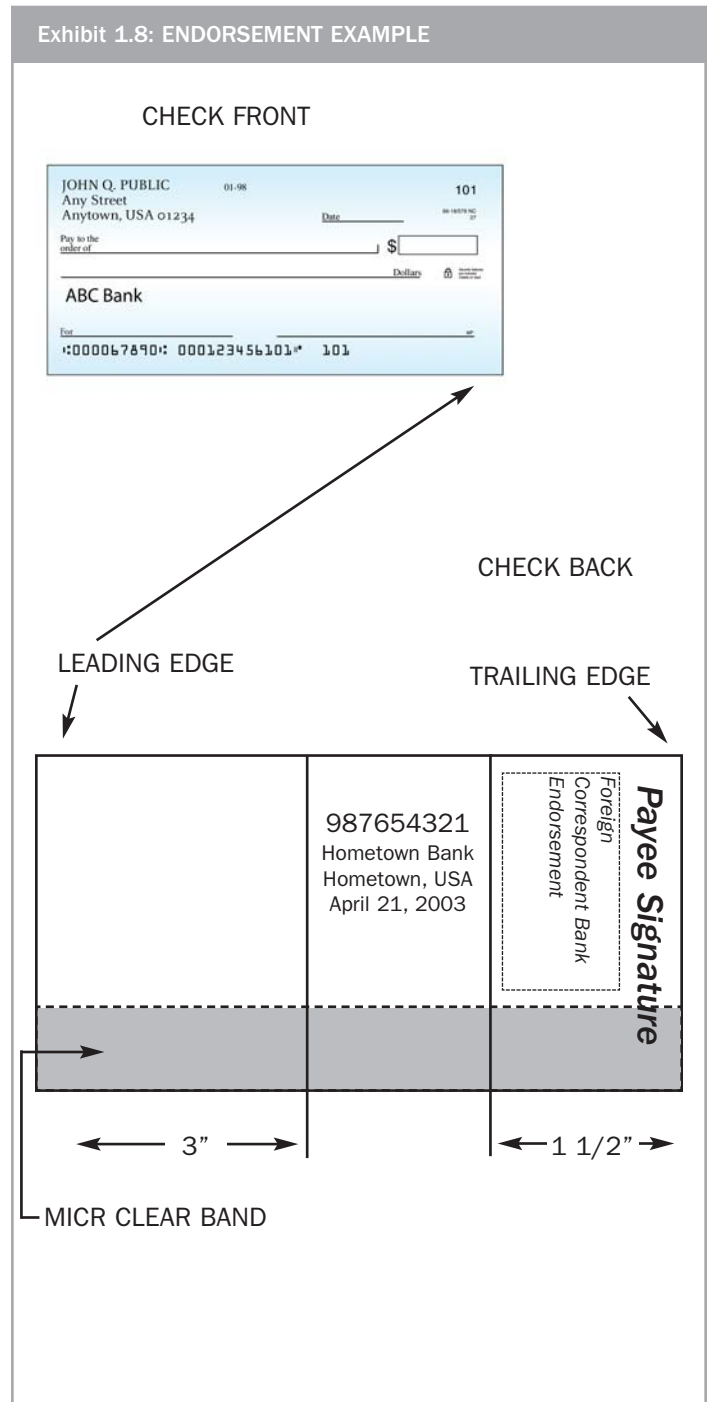 Exhibit 1.8: ENDORSEMENT EXAMPLE
CHECK FRONT
JOHN Q. PUBLIC 01-98 101
Any Street
Anytown, USA 01234 Date
Pay to the
order of $
Dollars
ABC Bank
For
⑆000067890⑆ 000123456101⑈ 101
CHECK BACK
LEADING EDGE
TRAILING EDGE
987654321
Hometown Bank
Hometown, USA
April 21, 2003
Foreign
Correspondent Bank
Endorsement
Payee Signature
3”
1 1/2”
MICR CLEAR BAND